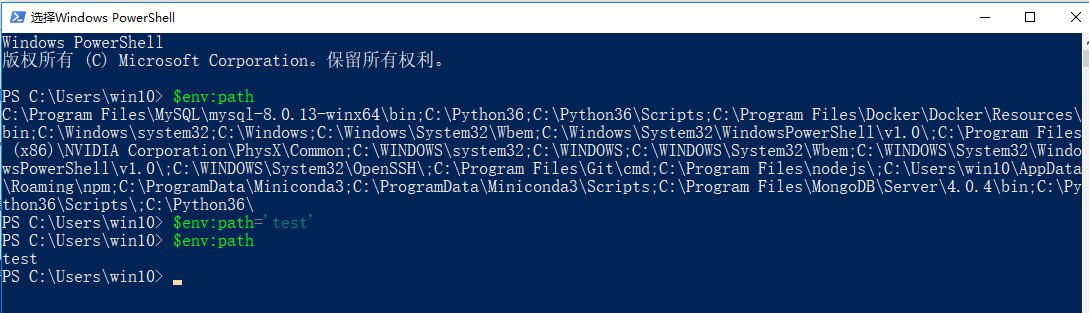 选择Windows PowerShell
Windows PowerShell
版权所有 (C) Microsoft Corporation。保留所有权利。
PS C:\Users\win10> $env:path
C:\Program Files\MySQL\mysql-8.0.13-winx64\bin;C:\Python36;C:\Python36\Scripts;C:\Program Files\Docker\Docker\Resources\
bin;C:\Windows\system32;C:\Windows;C:\Windows\System32\Wbem;C:\Windows\System32\WindowsPowerShell\v1.0\;C:\Program Files
 (x86)\NVIDIA Corporation\PhysX\Common;C:\WINDOWS\system32;C:\WINDOWS;C:\WINDOWS\System32\Wbem;C:\WINDOWS\System32\Windo
wsPowerShell\v1.0\;C:\WINDOWS\System32\OpenSSH\;C:\Program Files\Git\cmd;C:\Program Files\nodejs\;C:\Users\win10\AppData
\Roaming\npm;C:\ProgramData\Miniconda3;C:\ProgramData\Miniconda3\Scripts;C:\Program Files\MongoDB\Server\4.0.4\bin;C:\Py
thon36\Scripts\;C:\Python36\
PS C:\Users\win10> $env:path='test'
PS C:\Users\win10> $env:path
test
PS C:\Users\win10>